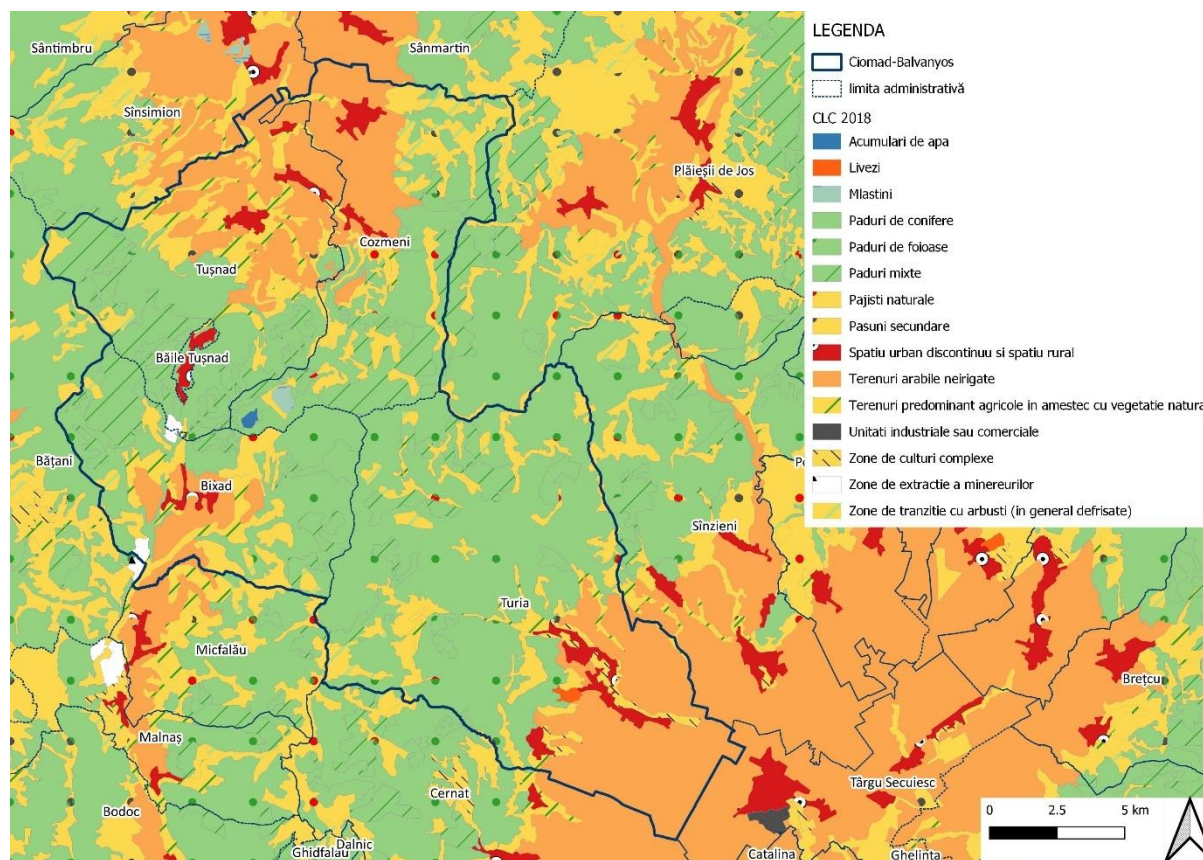 Sântimbru
Sânmartin
Sînsimion
Plăieșii de Jos
Cozmeni
Tușnad
Băile Tușnad
Bățani
Bixad
Sînzieni
Turia
Micfalău
Brețcu
Malnaș
Târgu Secuiesc
Cernat
Bodoc
Dalnic
Ghidfalău
Catalina
Ghelința
LEGENDA
Ciomad-Balvanyos
limita administrativă
CLC 2018
Acumulari de apa
Livezi
Mlastini
Paduri de conifere
Paduri de foioase
Paduri mixte
Pajisti naturale
Pasuni secundare
Spatiu urban discontinuu si spatiu rural
Terenuri arabile neirigate
Terenuri predominant agricole in amestec cu vegetatie natura
Unitati industriale sau comerciale
Zone de culturi complexe
Zone de extractie a minereurilor
Zone de tranzitie cu arbusti (in general defrisate)
0 2.5 5 km